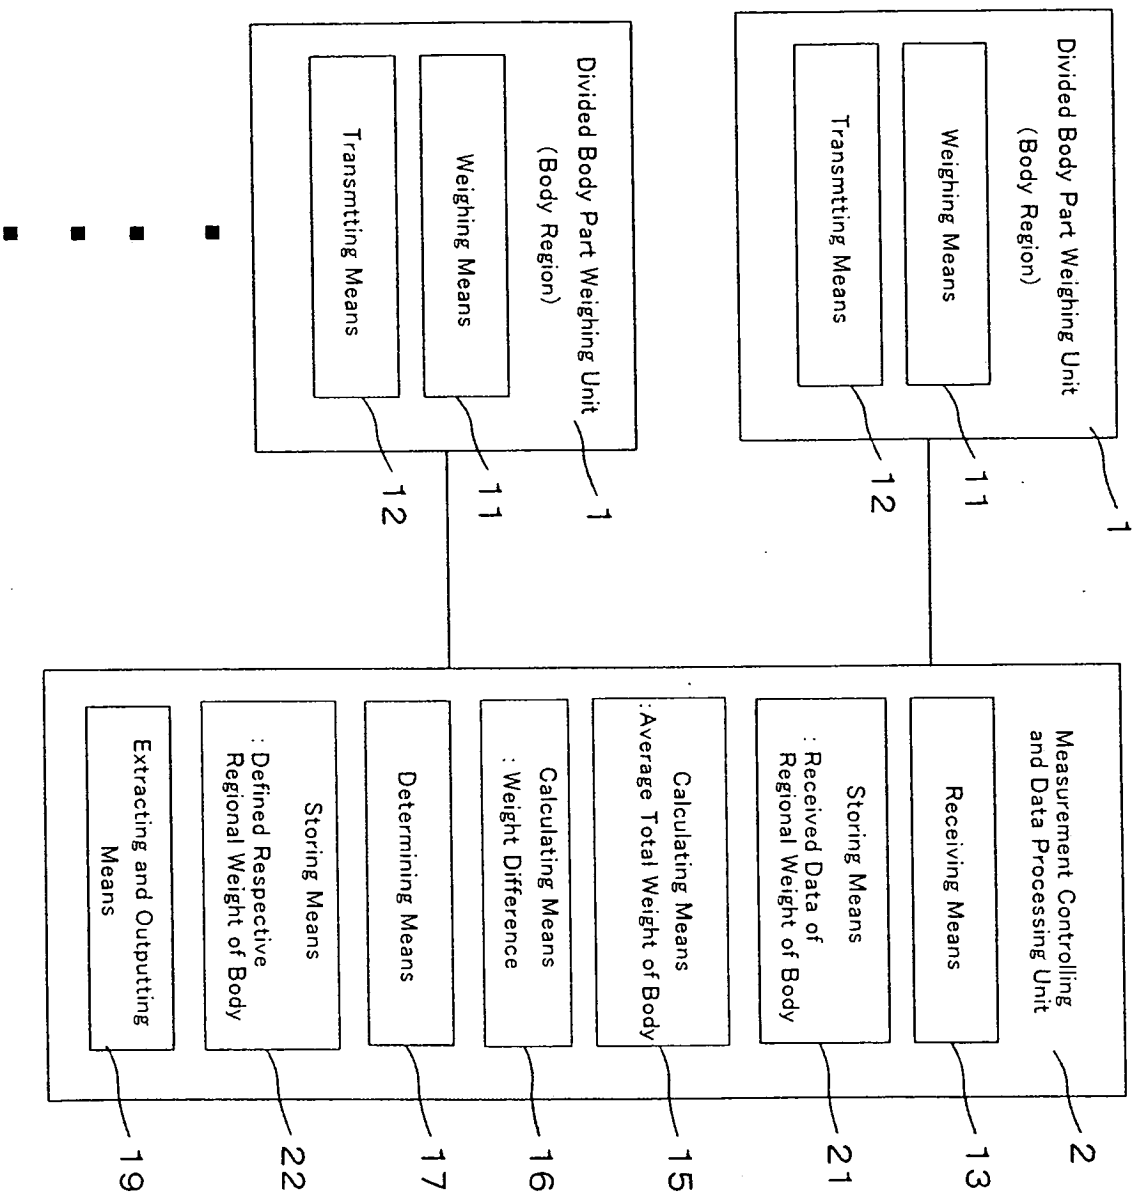 Divided Body Part Weighing Unit
(Body Region)
Weighing Means
Transmtting Means
1
11
12
Divided Body Part Weighing Unit
(Body Region)
Weighing Means
Transmtting Means
1
11
12
Measurement Controlling
and Data Processing Unit
2
Receiving Means
13
Storing Means
: Received Data of
Regional Weight of Body
21
Calculating Means
: Average Total Weight of Body
15
Calculating Means
: Weight Difference
16
Determining Means
17
Storing Means
: Defined Respective
Regional Weight of Body
22
Extracting and Outputting
Means
19